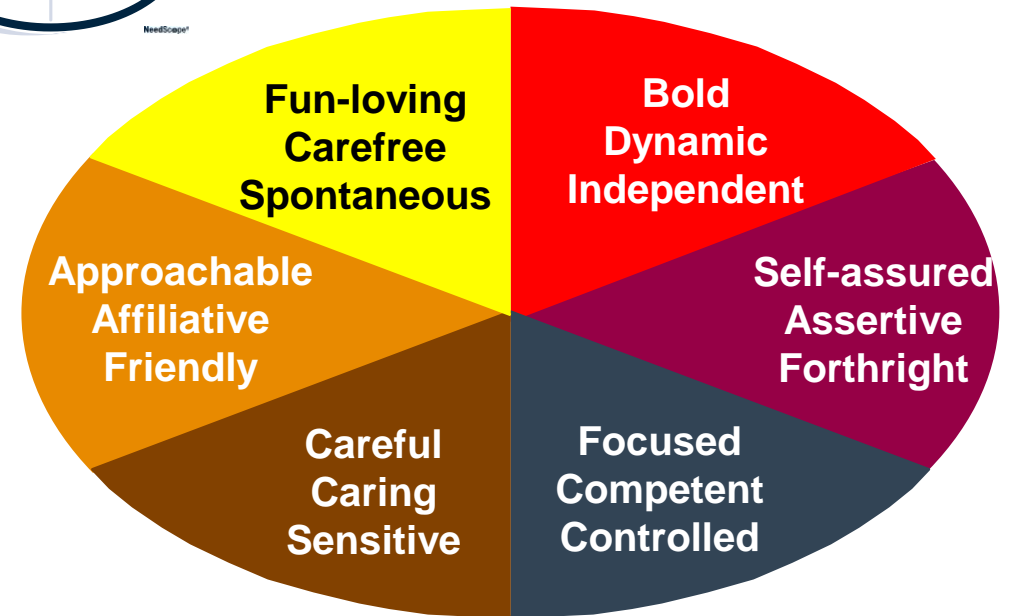 NeedScope®
Fun-loving
Carefree
Spontaneous
Bold
Dynamic
Independent
Approachable
Affiliative
Friendly
Self-assured
Assertive
Forthright
Careful
Caring
Sensitive
Focused
Competent
Controlled